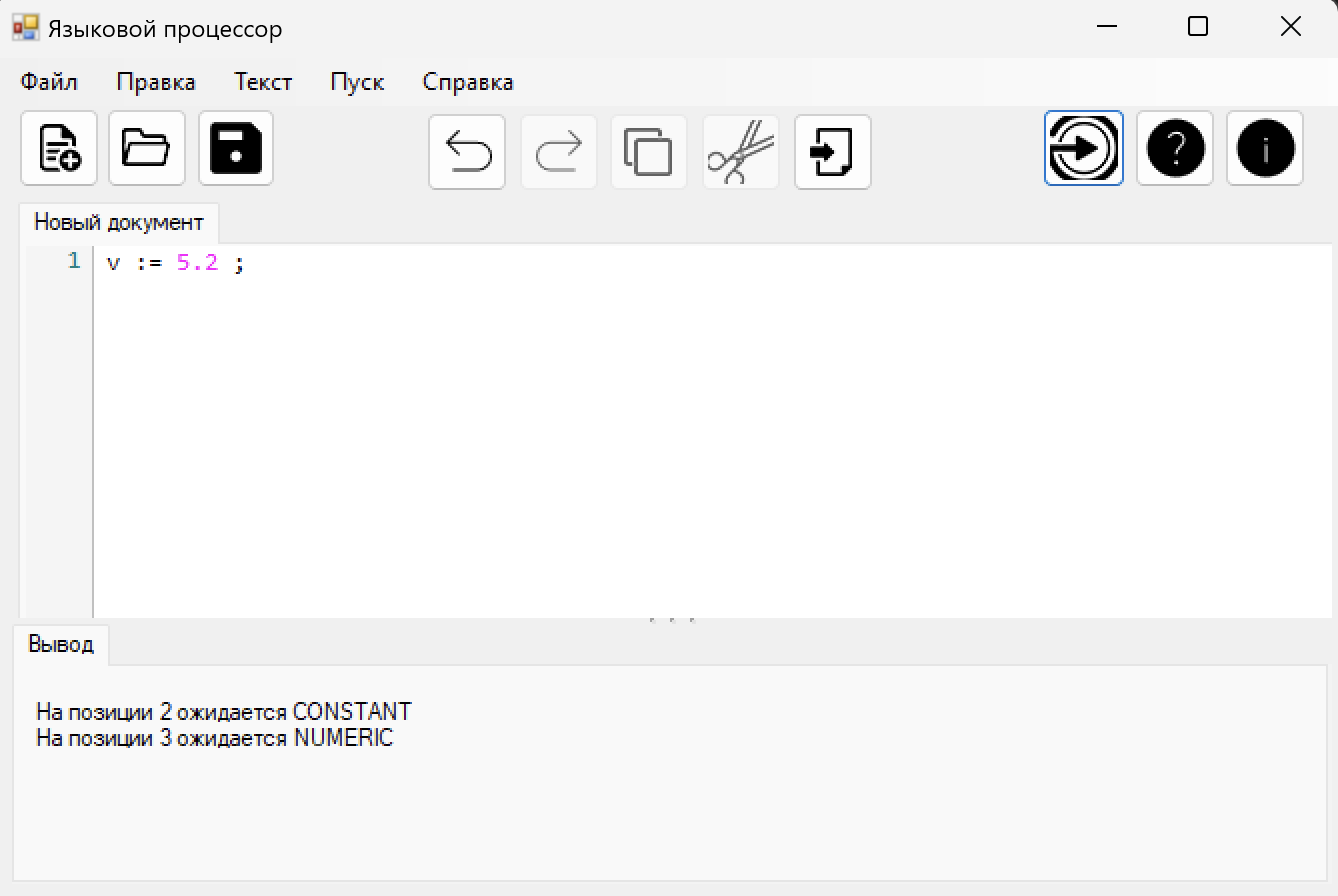 Языковой процессор
Файл Правка Текст Пуск Справка
? i
Новый документ
1 v := 5.2 ;
Вывод
На позиции 2 ожидается CONSTANT
На позиции 3 ожидается NUMERIC